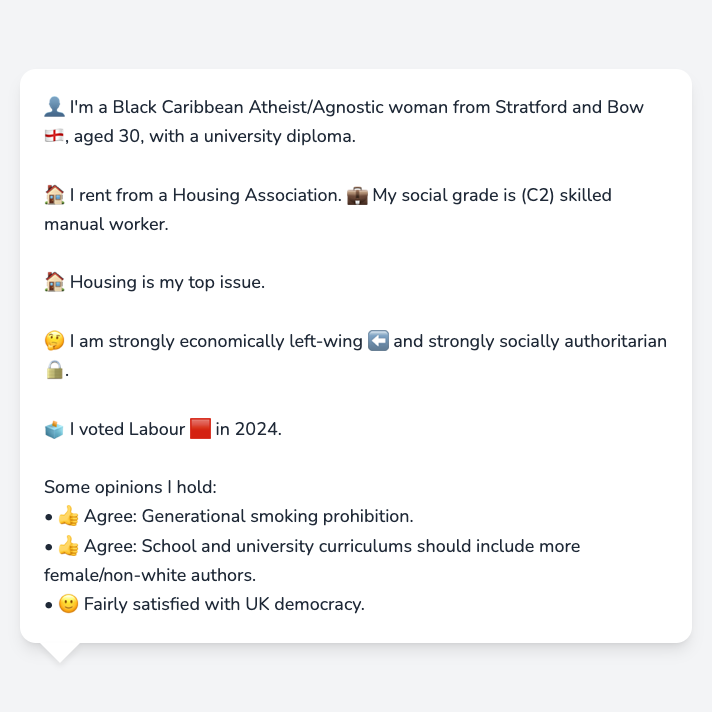 👤 I'm a Black Caribbean Atheist/Agnostic woman from Stratford and Bow
🏴󠁧󠁢󠁥󠁮󠁧󠁿, aged 30, with a university diploma.
🏠 I rent from a Housing Association. 💼 My social grade is (C2) skilled
manual worker.
🏠 Housing is my top issue.
🤔 I am strongly economically left-wing ⬅️ and strongly socially authoritarian
🔒.
🗳️ I voted Labour 🟥 in 2024.
Some opinions I hold:
• 👍 Agree: Generational smoking prohibition.
• 👍 Agree: School and university curriculums should include more
female/non-white authors.
• 🙂 Fairly satisfied with UK democracy.